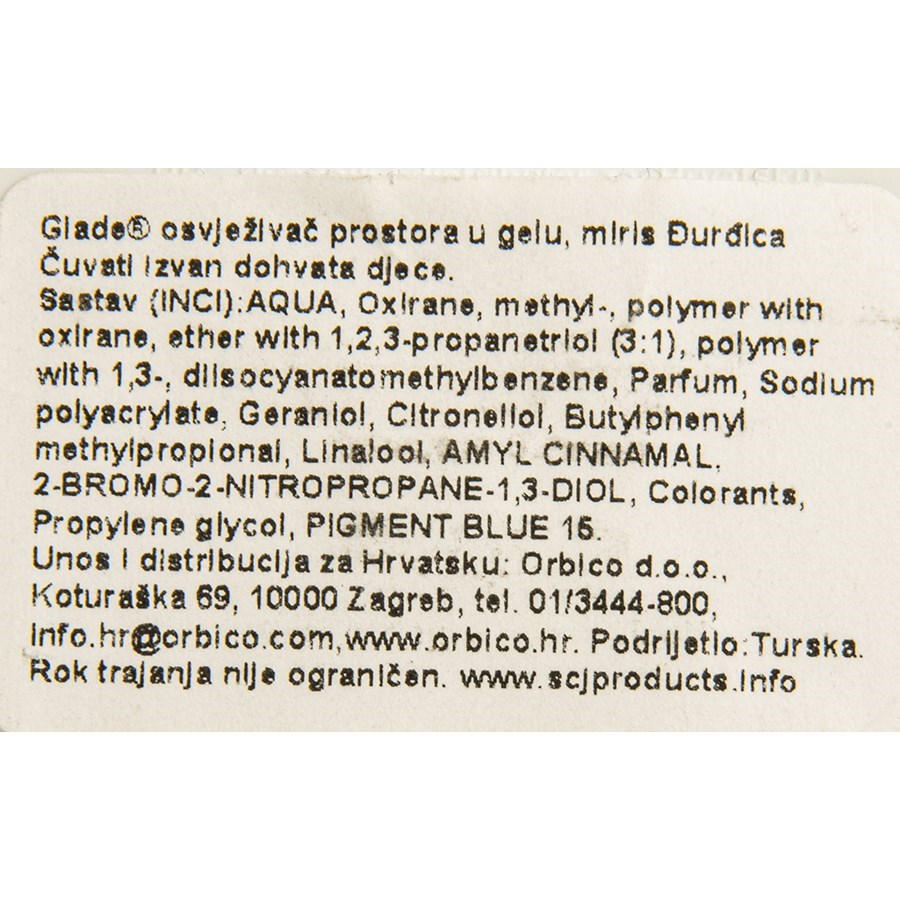 Glade® osvježivač prostora u gelu, miris Đurđica
Čuvati izvan dohvata djece.
Sastav (INCI):AQUA, Oxirane, methyl-, polymer with
oxirane, ether with 1,2,3-propanetriol (3:1), polymer
with 1,3-, diisocyanatomethylbenzene, Parfum, Sodium
polyacrylate, Geraniol, Citronellol, Butylphenyl
methylpropional, Linalool, AMYL CINNAMAL,
2-BROMO-2-NITROPROPANE-1,3-DIOL, Colorants,
Propylene glycol, PIGMENT BLUE 15.
Unos i distribucija za Hrvatsku: Orbico d.o.o.,
Koturaška 69, 10000 Zagreb, tel. 01/3444-800,
info.hr@orbico.com,www.orbico.hr. Podrijetlo:Turska.
Rok trajanja nije ograničen. www.scjproducts.info